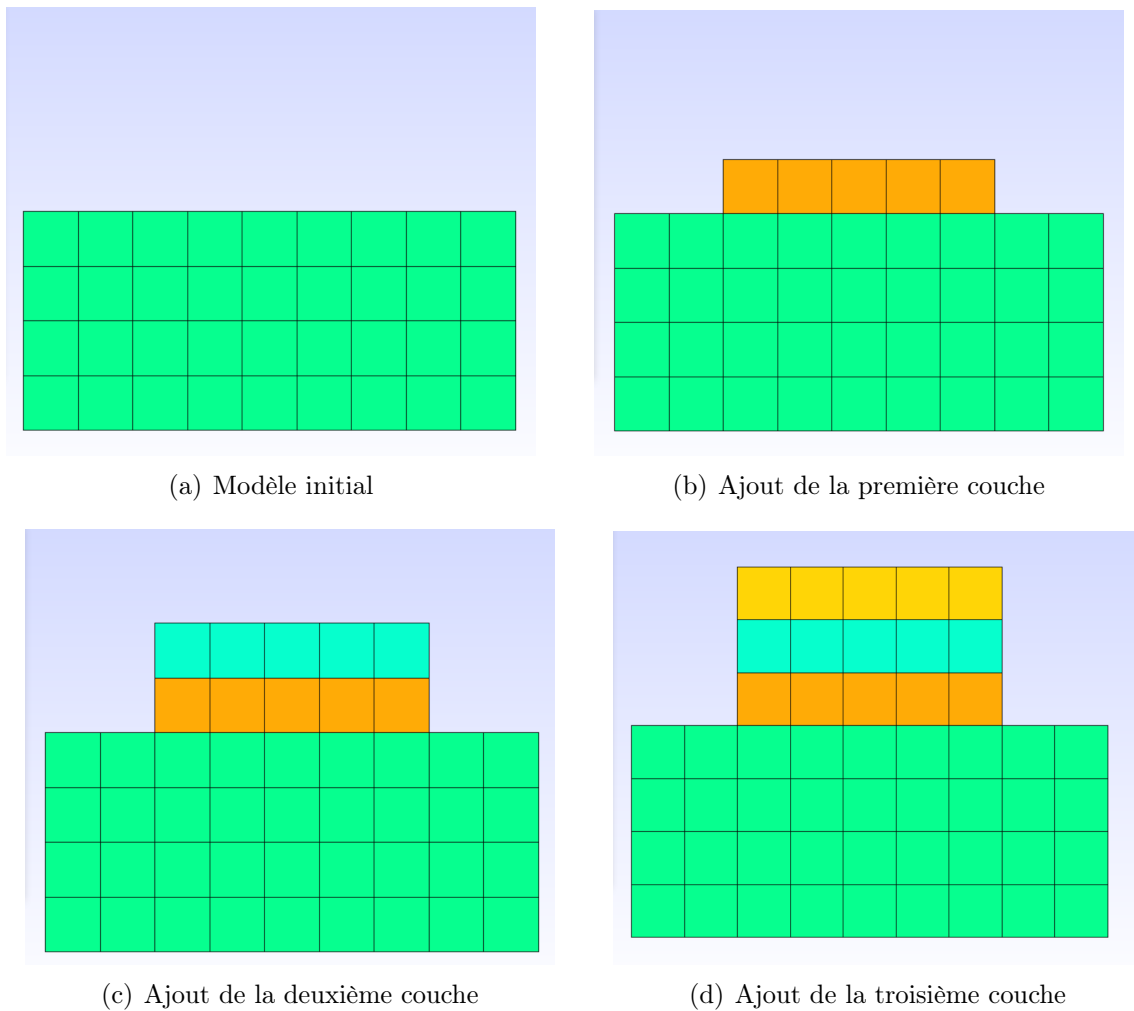 (a) Modèle initial
(b) Ajout de la première couche
(c) Ajout de la deuxième couche
(d) Ajout de la troisième couche